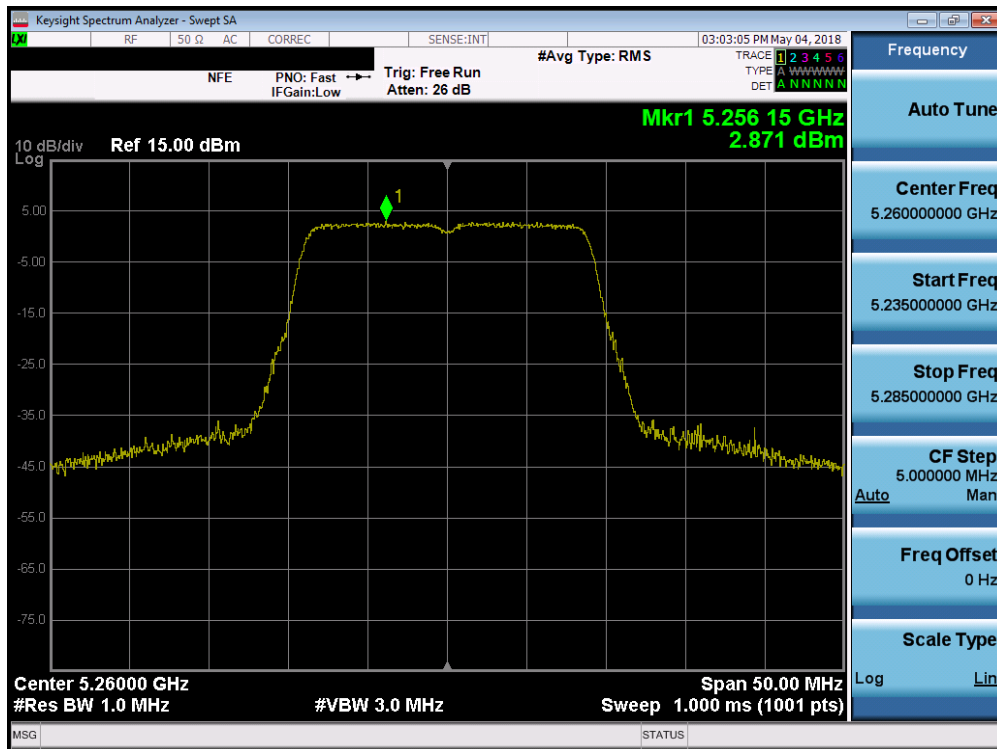 Keysight Spectrum Analyzer - Swept SA
LXI
RF 50 Ω AC CORREC SENSE:INT 03:03:05 PM May 04, 2018
NFE PNO: Fast Trig: Free Run #Avg Type: RMS TRACE 1 2 3 4 5 6
IFGain:Low Atten: 26 dB TYPE A WWWWW
DET A N N N N N
Mkr1 5.256 15 GHz
2.871 dBm
10 dB/div Ref 15.00 dBm
Log
1
5.00
-5.00
-15.0
-25.0
-35.0
-45.0
-55.0
-65.0
-75.0
Center 5.26000 GHz Span 50.00 MHz
#Res BW 1.0 MHz #VBW 3.0 MHz Sweep 1.000 ms (1001 pts)
MSG STATUS
Frequency
Auto Tune
Center Freq
5.260000000 GHz
Start Freq
5.235000000 GHz
Stop Freq
5.285000000 GHz
CF Step
5.000000 MHz
Auto Man
Freq Offset
0 Hz
Scale Type
Log Lin